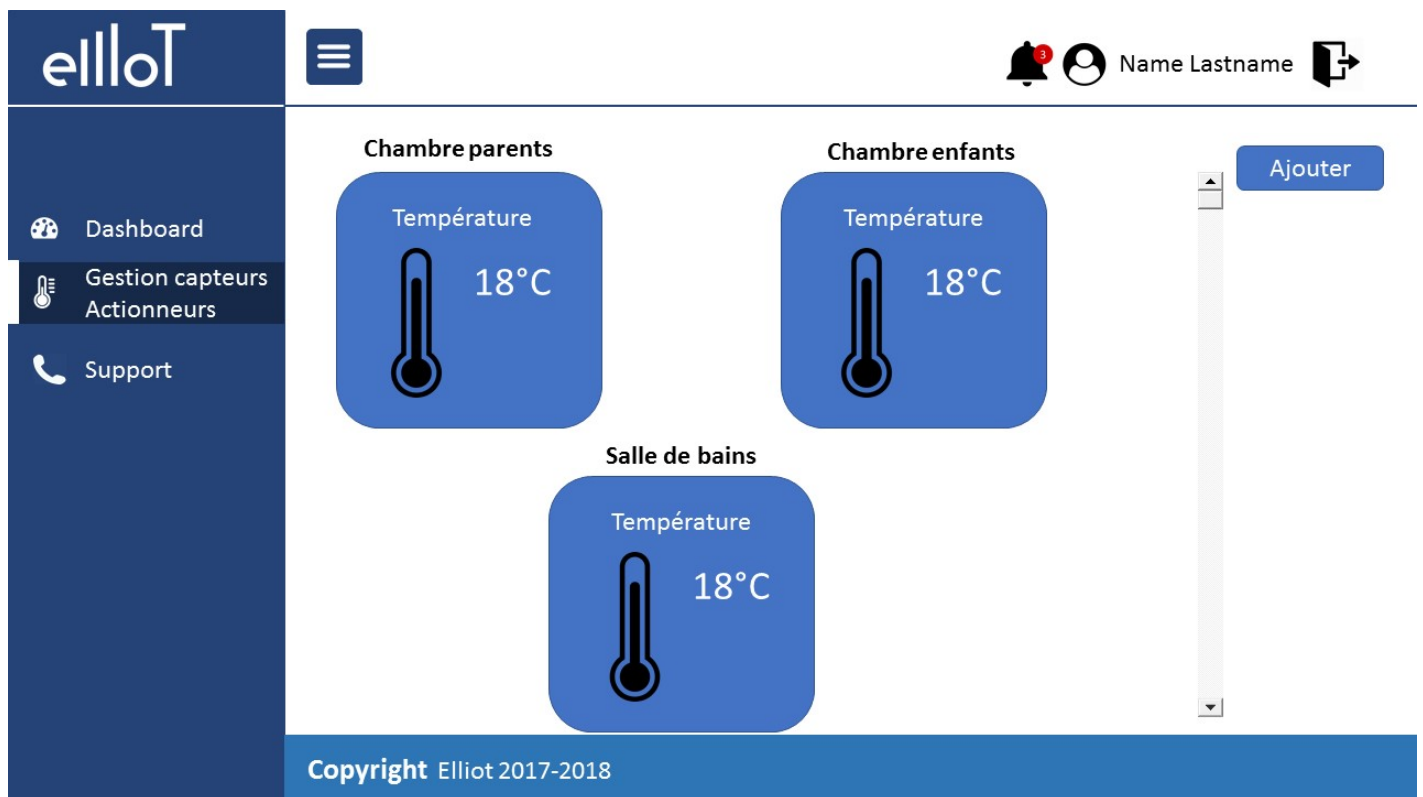 ellloT
3
Name Lastname
Dashboard
Gestion capteurs
Actionneurs
Support
Chambre parents
Température
18°C
Chambre enfants
Température
18°C
Ajouter
Salle de bains
Température
18°C
Copyright Elliot 2017-2018